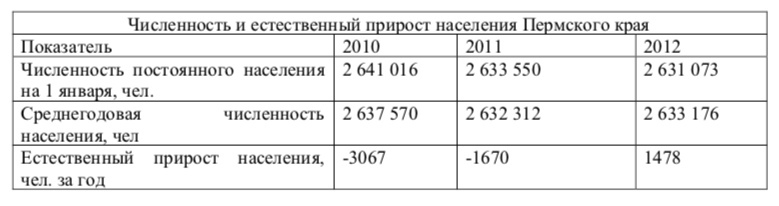 Численность и естественный прирост населения Пермского края
Показатель 2010 2011 2012
Численность постоянного населения 2 641 016 2 633 550 2 631 073
на 1 января, чел.
Среднегодовая численность 2 637 570 2 632 312 2 633 176
населения, чел
Естественный прирост населения, -3067 -1670 1478
чел. за год